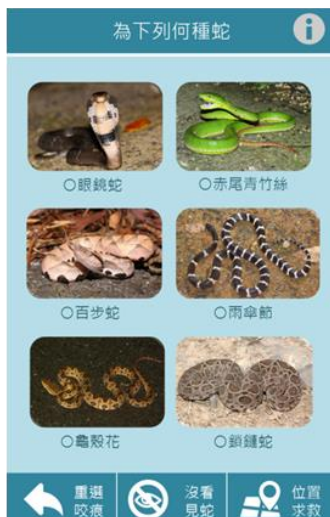 為下列何種蛇
○眼鏡蛇
○赤尾青竹絲
○百步蛇
○雨傘節
○龜殼花
○鎖鏈蛇
重選
咬痕
沒看
見蛇
位置
求救